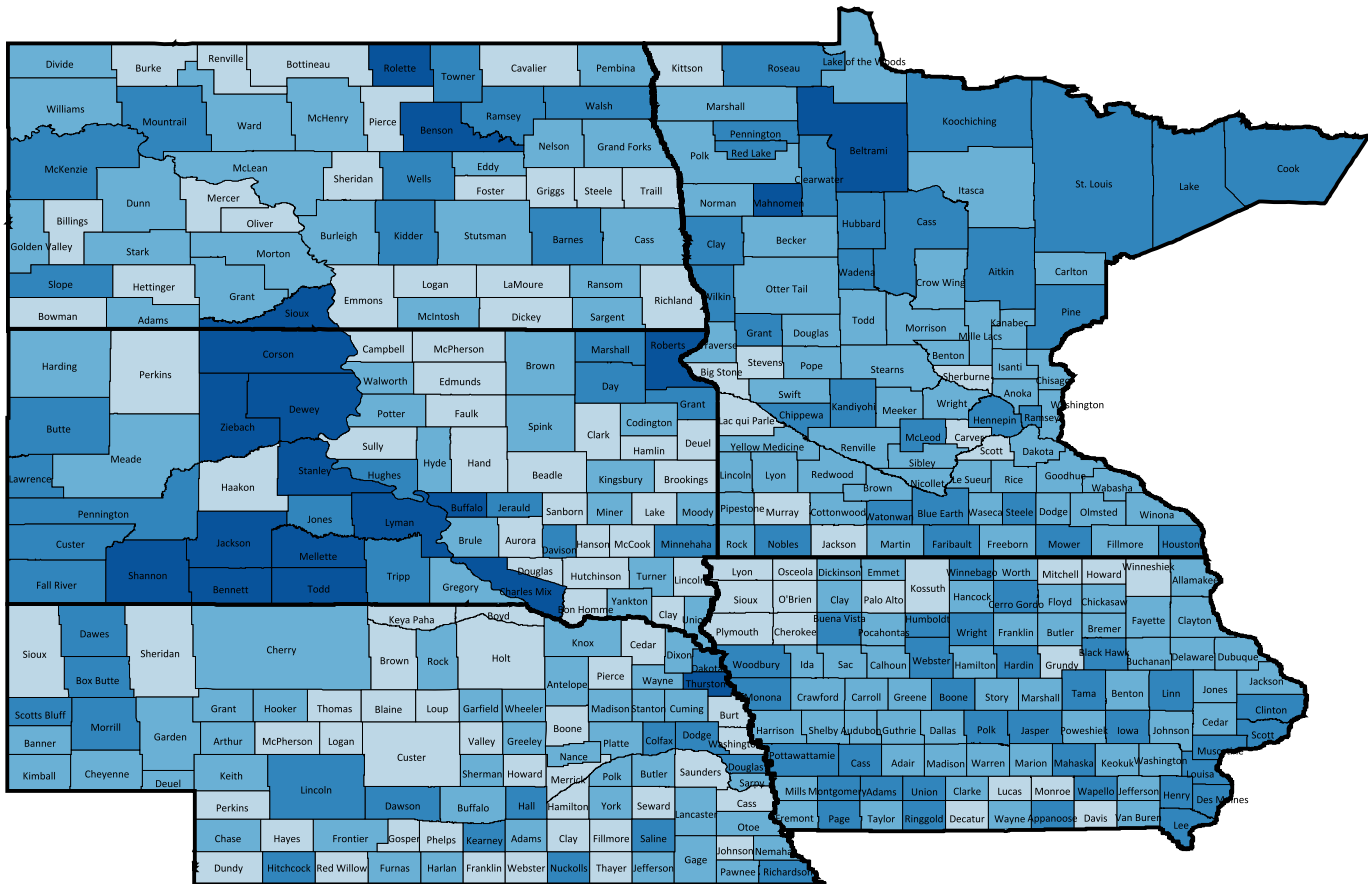 Divide
Burke
Renville
Bottineau
Rolette
Towner
Cavalier
Pembina
Williams
Mountrail
Ward
McHenry
Pierce
Benson
Ramsey
Walsh
Nelson
Grand Forks
McKenzie
McLean
Sheridan
Wells
Eddy
Foster
Griggs
Steele
Traill
Dunn
Mercer
Oliver
Billings
Golden Valley
Stark
Morton
Burleigh
Kidder
Stutsman
Barnes
Cass
Slope
Hettinger
Grant
Sioux
Emmons
Logan
LaMoure
Ransom
Richland
Bowman
Adams
McIntosh
Dickey
Sargent
Kittson
Roseau
Lake of the Woods
Marshall
Beltrami
Koochiching
Pennington
Red Lake
Polk
Clearwater
Itasca
St. Louis
Lake
Cook
Norman
Mahnomen
Hubbard
Cass
Clay
Becker
Wadena
Aitkin
Carlton
Crow Wing
Wilkin
Otter Tail
Todd
Morrison
Mille Lacs
Kanabec
Pine
Grant
Douglas
Traverse
Stevens
Pope
Stearns
Benton
Sherburne
Isanti
Chisago
Big Stone
Swift
Anoka
Washington
Lac qui Parle
Chippewa
Kandiyohi
Meeker
Wright
Hennepin
Ramsey
McLeod
Carver
Scott
Dakota
Yellow Medicine
Renville
Sibley
Lincoln
Lyon
Redwood
Brown
Nicollet
Le Sueur
Rice
Goodhue
Wabasha
Pipestone
Murray
Cottonwood
Watonwan
Blue Earth
Waseca
Steele
Dodge
Olmsted
Winona
Rock
Nobles
Jackson
Martin
Faribault
Freeborn
Mower
Fillmore
Houston
Harding
Perkins
Corson
Campbell
McPherson
Brown
Marshall
Roberts
Walworth
Edmunds
Day
Butte
Ziebach
Dewey
Potter
Faulk
Spink
Grant
Meade
Codington
Clark
Deuel
Hamlin
Sully
Hyde
Hand
Beadle
Kingsbury
Brookings
Lawrence
Haakon
Stanley
Hughes
Pennington
Jones
Lyman
Buffalo
Jerauld
Sanborn
Miner
Lake
Moody
Custer
Jackson
Mellette
Brule
Aurora
Davison
Hanson
McCook
Minnehaha
Fall River
Shannon
Bennett
Todd
Tripp
Gregory
Douglas
Charles Mix
Hutchinson
Turner
Lincoln
Bon Homme
Yankton
Clay
Union
Sioux
Dawes
Sheridan
Cherry
Keya Paha
Boyd
Box Butte
Brown
Rock
Holt
Knox
Cedar
Dixon
Dakota
Antelope
Pierce
Wayne
Thurston
Scotts Bluff
Morrill
Garden
Grant
Hooker
Thomas
Blaine
Loup
Garfield
Wheeler
Madison
Stanton
Cuming
Burt
Banner
Arthur
McPherson
Logan
Custer
Valley
Greeley
Boone
Nance
Platte
Colfax
Dodge
Washington
Kimball
Cheyenne
Deuel
Keith
Lincoln
Sherman
Howard
Merrick
Polk
Butler
Saunders
Douglas
Sarpy
Perkins
Dawson
Buffalo
Hall
Hamilton
York
Seward
Lancaster
Cass
Otoe
Chase
Hayes
Frontier
Gosper
Phelps
Kearney
Adams
Clay
Fillmore
Saline
Johnson
Nemaha
Dundy
Hitchcock
Red Willow
Furnas
Harlan
Franklin
Webster
Nuckolls
Thayer
Jefferson
Gage
Pawnee
Richardson
Lyon
Osceola
Dickinson
Emmet
Kossuth
Winnebago
Worth
Mitchell
Howard
Winneshiek
Allamakee
Sioux
O'Brien
Clay
Palo Alto
Hancock
Cerro Gordo
Floyd
Chickasaw
Plymouth
Cherokee
Buena Vista
Pocahontas
Humboldt
Wright
Franklin
Butler
Bremer
Fayette
Clayton
Woodbury
Ida
Sac
Calhoun
Webster
Hamilton
Hardin
Grundy
Black Hawk
Buchanan
Delaware
Dubuque
Monona
Crawford
Carroll
Greene
Boone
Story
Marshall
Tama
Benton
Linn
Jones
Jackson
Clinton
Cedar
Scott
Harrison
Shelby
Audubon
Guthrie
Dallas
Polk
Jasper
Poweshiek
Iowa
Johnson
Muscatine
Pottawattamie
Cass
Adair
Madison
Warren
Marion
Mahaska
Keokuk
Washington
Louisa
Mills
Montgomery
Adams
Union
Clarke
Lucas
Monroe
Wapello
Jefferson
Henry
Des Moines
Fremont
Page
Taylor
Ringgold
Decatur
Wayne
Appanoose
Davis
Van Buren
Lee